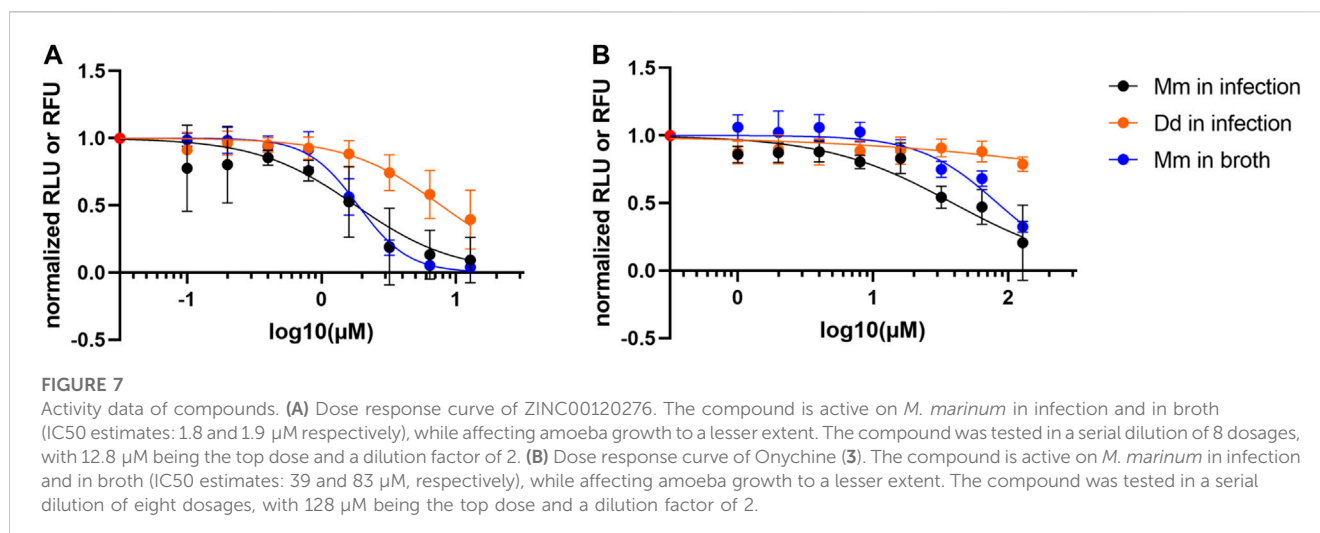 A
B
1.5
1.0
0.5
0.0
-0.5
normalized RLU or RFU
-1
0
1
log10(µM)
1.5
1.0
0.5
0.0
-0.5
normalized RLU or RFU
0
1
2
log10(µM)
Mm in infection
Dd in infection
Mm in broth
FIGURE 7
Activity data of compounds. (A) Dose response curve of ZINC00120276. The compound is active on M. marinum in infection and in broth
(IC50 estimates: 1.8 and 1.9 µM respectively), while affecting amoeba growth to a lesser extent. The compound was tested in a serial dilution of 8 dosages,
with 12.8 µM being the top dose and a dilution factor of 2. (B) Dose response curve of Onychine (3). The compound is active on M. marinum in infection
and in broth (IC50 estimates: 39 and 83 µM, respectively), while affecting amoeba growth to a lesser extent. The compound was tested in a serial
dilution of eight dosages, with 128 µM being the top dose and a dilution factor of 2.